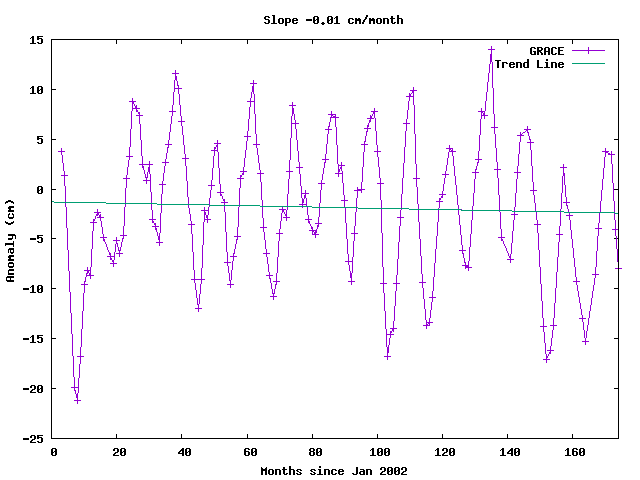 Slope -0.01 cm/month
GRACE
Trend Line
15
10
5
0
-5
-10
-15
-20
-25
Anomaly (cm)
0 20 40 60 80 100 120 140 160
Months since Jan 2002